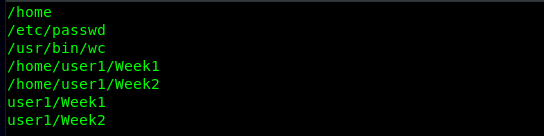 /home
/etc/passwd
/usr/bin/wc
/home/user1/Week1
/home/user1/Week2
user1/Week1
user1/Week2